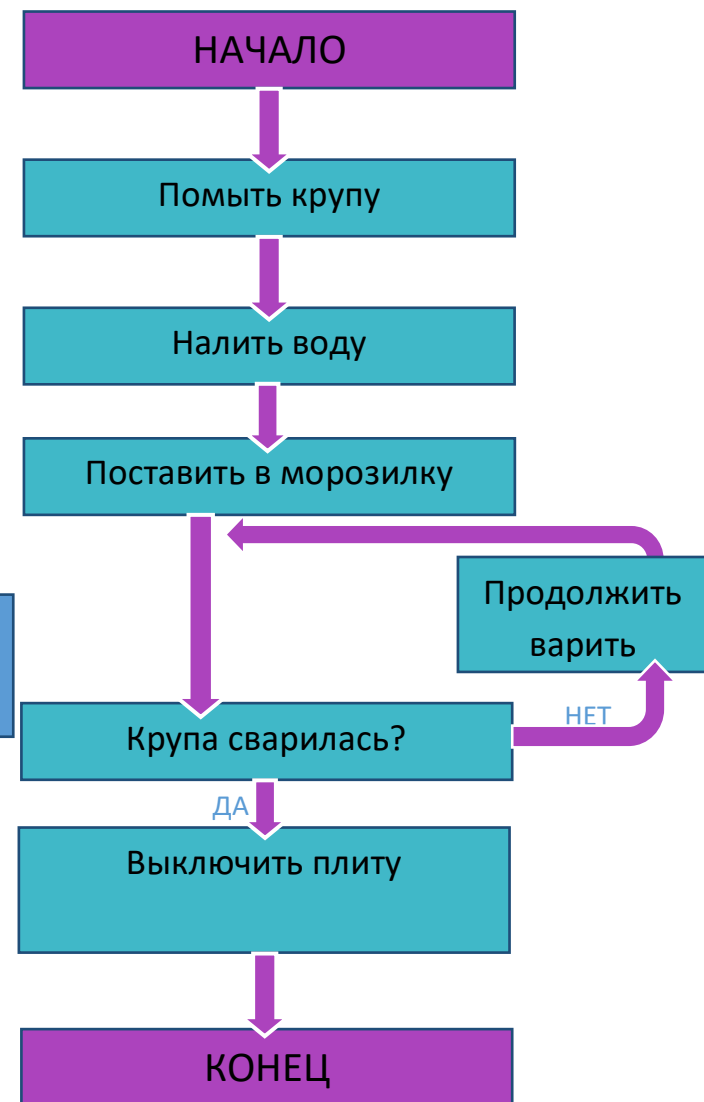 НАЧАЛО
Помыть крупу
Налить воду
Поставить в морозилку
Продолжить
варить
Крупа сварилась?
НЕТ
ДА
Выключить плиту
КОНЕЦ